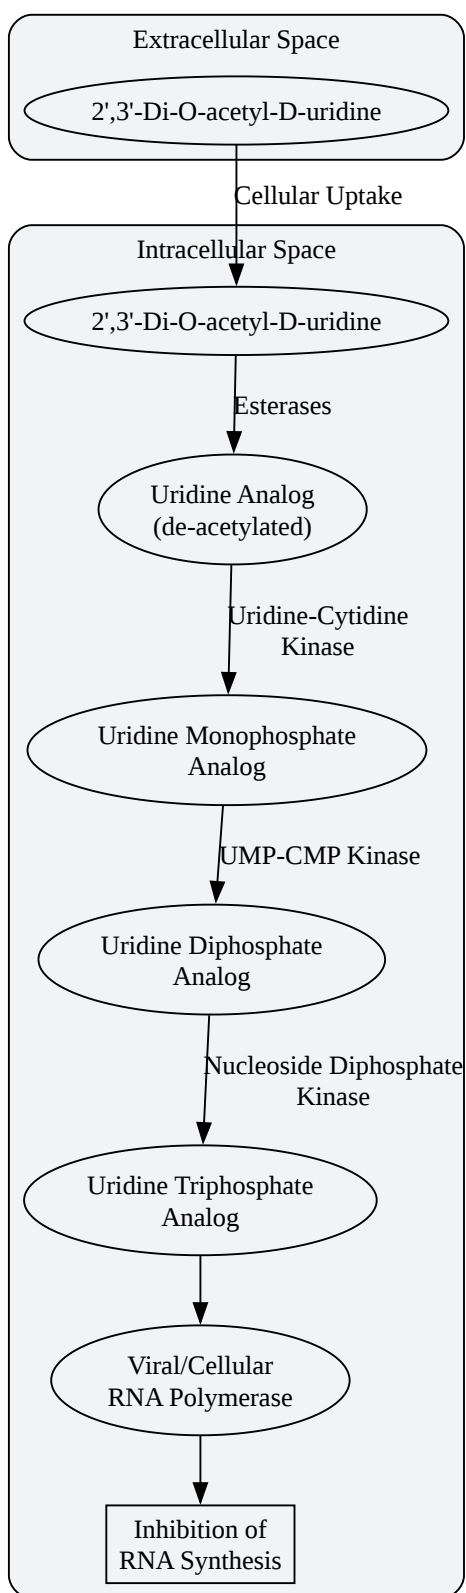 Extracellular Space
2',3'-Di-O-acetyl-D-uridine
Cellular Uptake
Intracellular Space
2',3'-Di-O-acetyl-D-uridine
Esterases
Uridine Analog
(de-acetylated)
Uridine-Cytidine
Kinase
Uridine Monophosphate
Analog
UMP-CMP Kinase
Uridine Diphosphate
Analog
Nucleoside Diphosphate
Kinase
Uridine Triphosphate
Analog
Viral/Cellular
RNA Polymerase
Inhibition of
RNA Synthesis